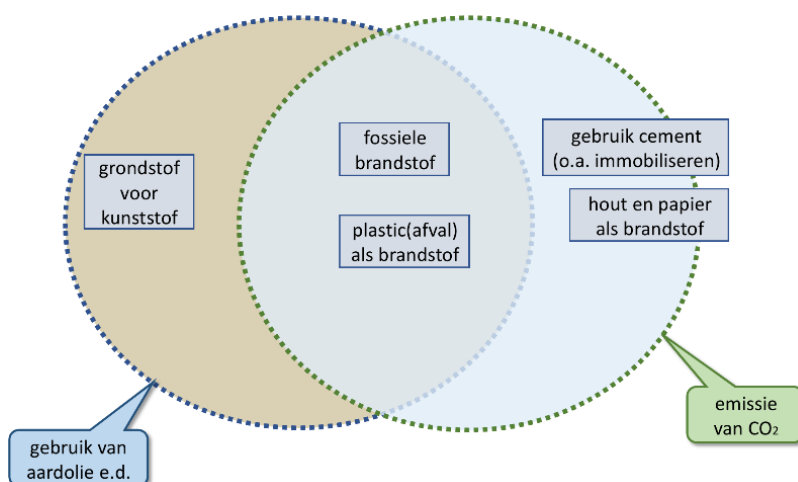 grondstof
voor
kunststof
fossiele
brandstof
plastic(afval)
als brandstof
gebruik cement
(o.a. immobiliseren)
hout en papier
als brandstof
gebruik van
aardolie e.d.
emissie
van CO₂